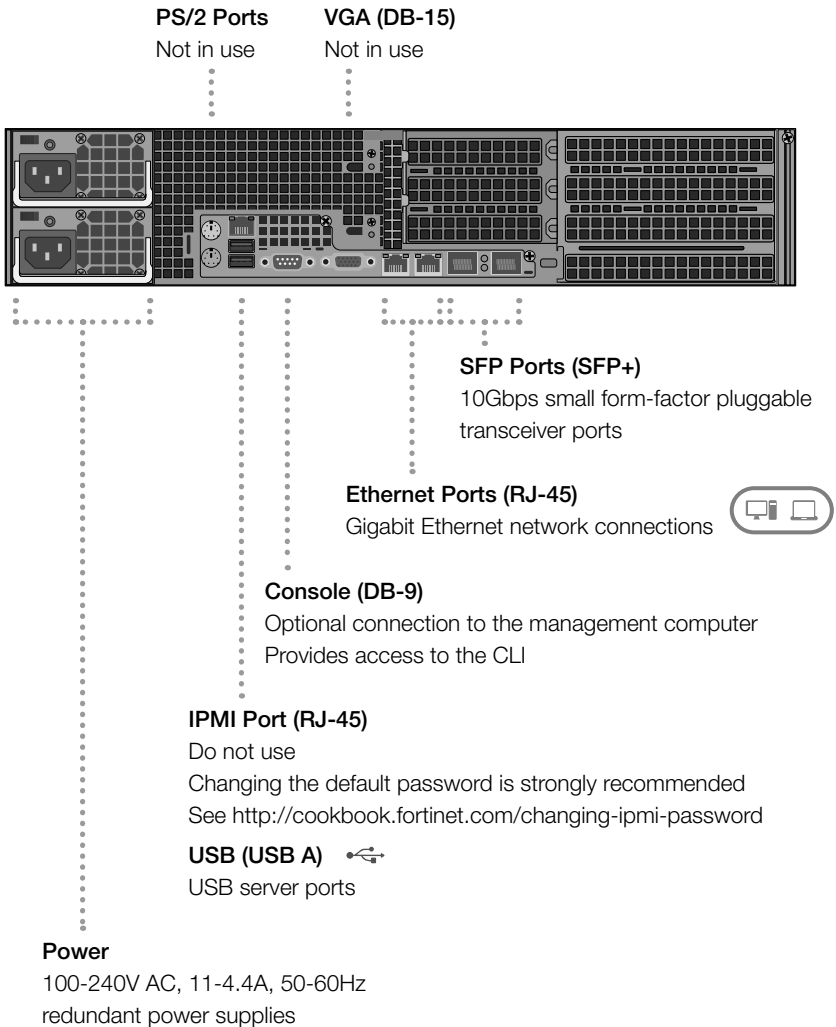 PS/2 Ports
Not in use
VGA (DB-15)
Not in use
SFP Ports (SFP+)
10Gbps small form-factor pluggable
transceiver ports
Ethernet Ports (RJ-45)
Gigabit Ethernet network connections
Console (DB-9)
Optional connection to the management computer
Provides access to the CLI
IPMI Port (RJ-45)
Do not use
Changing the default password is strongly recommended
See http://cookbook.fortinet.com/changing-ipmi-password
USB (USB A)
USB server ports
Power
100-240V AC, 11-4.4A, 50-60Hz
redundant power supplies